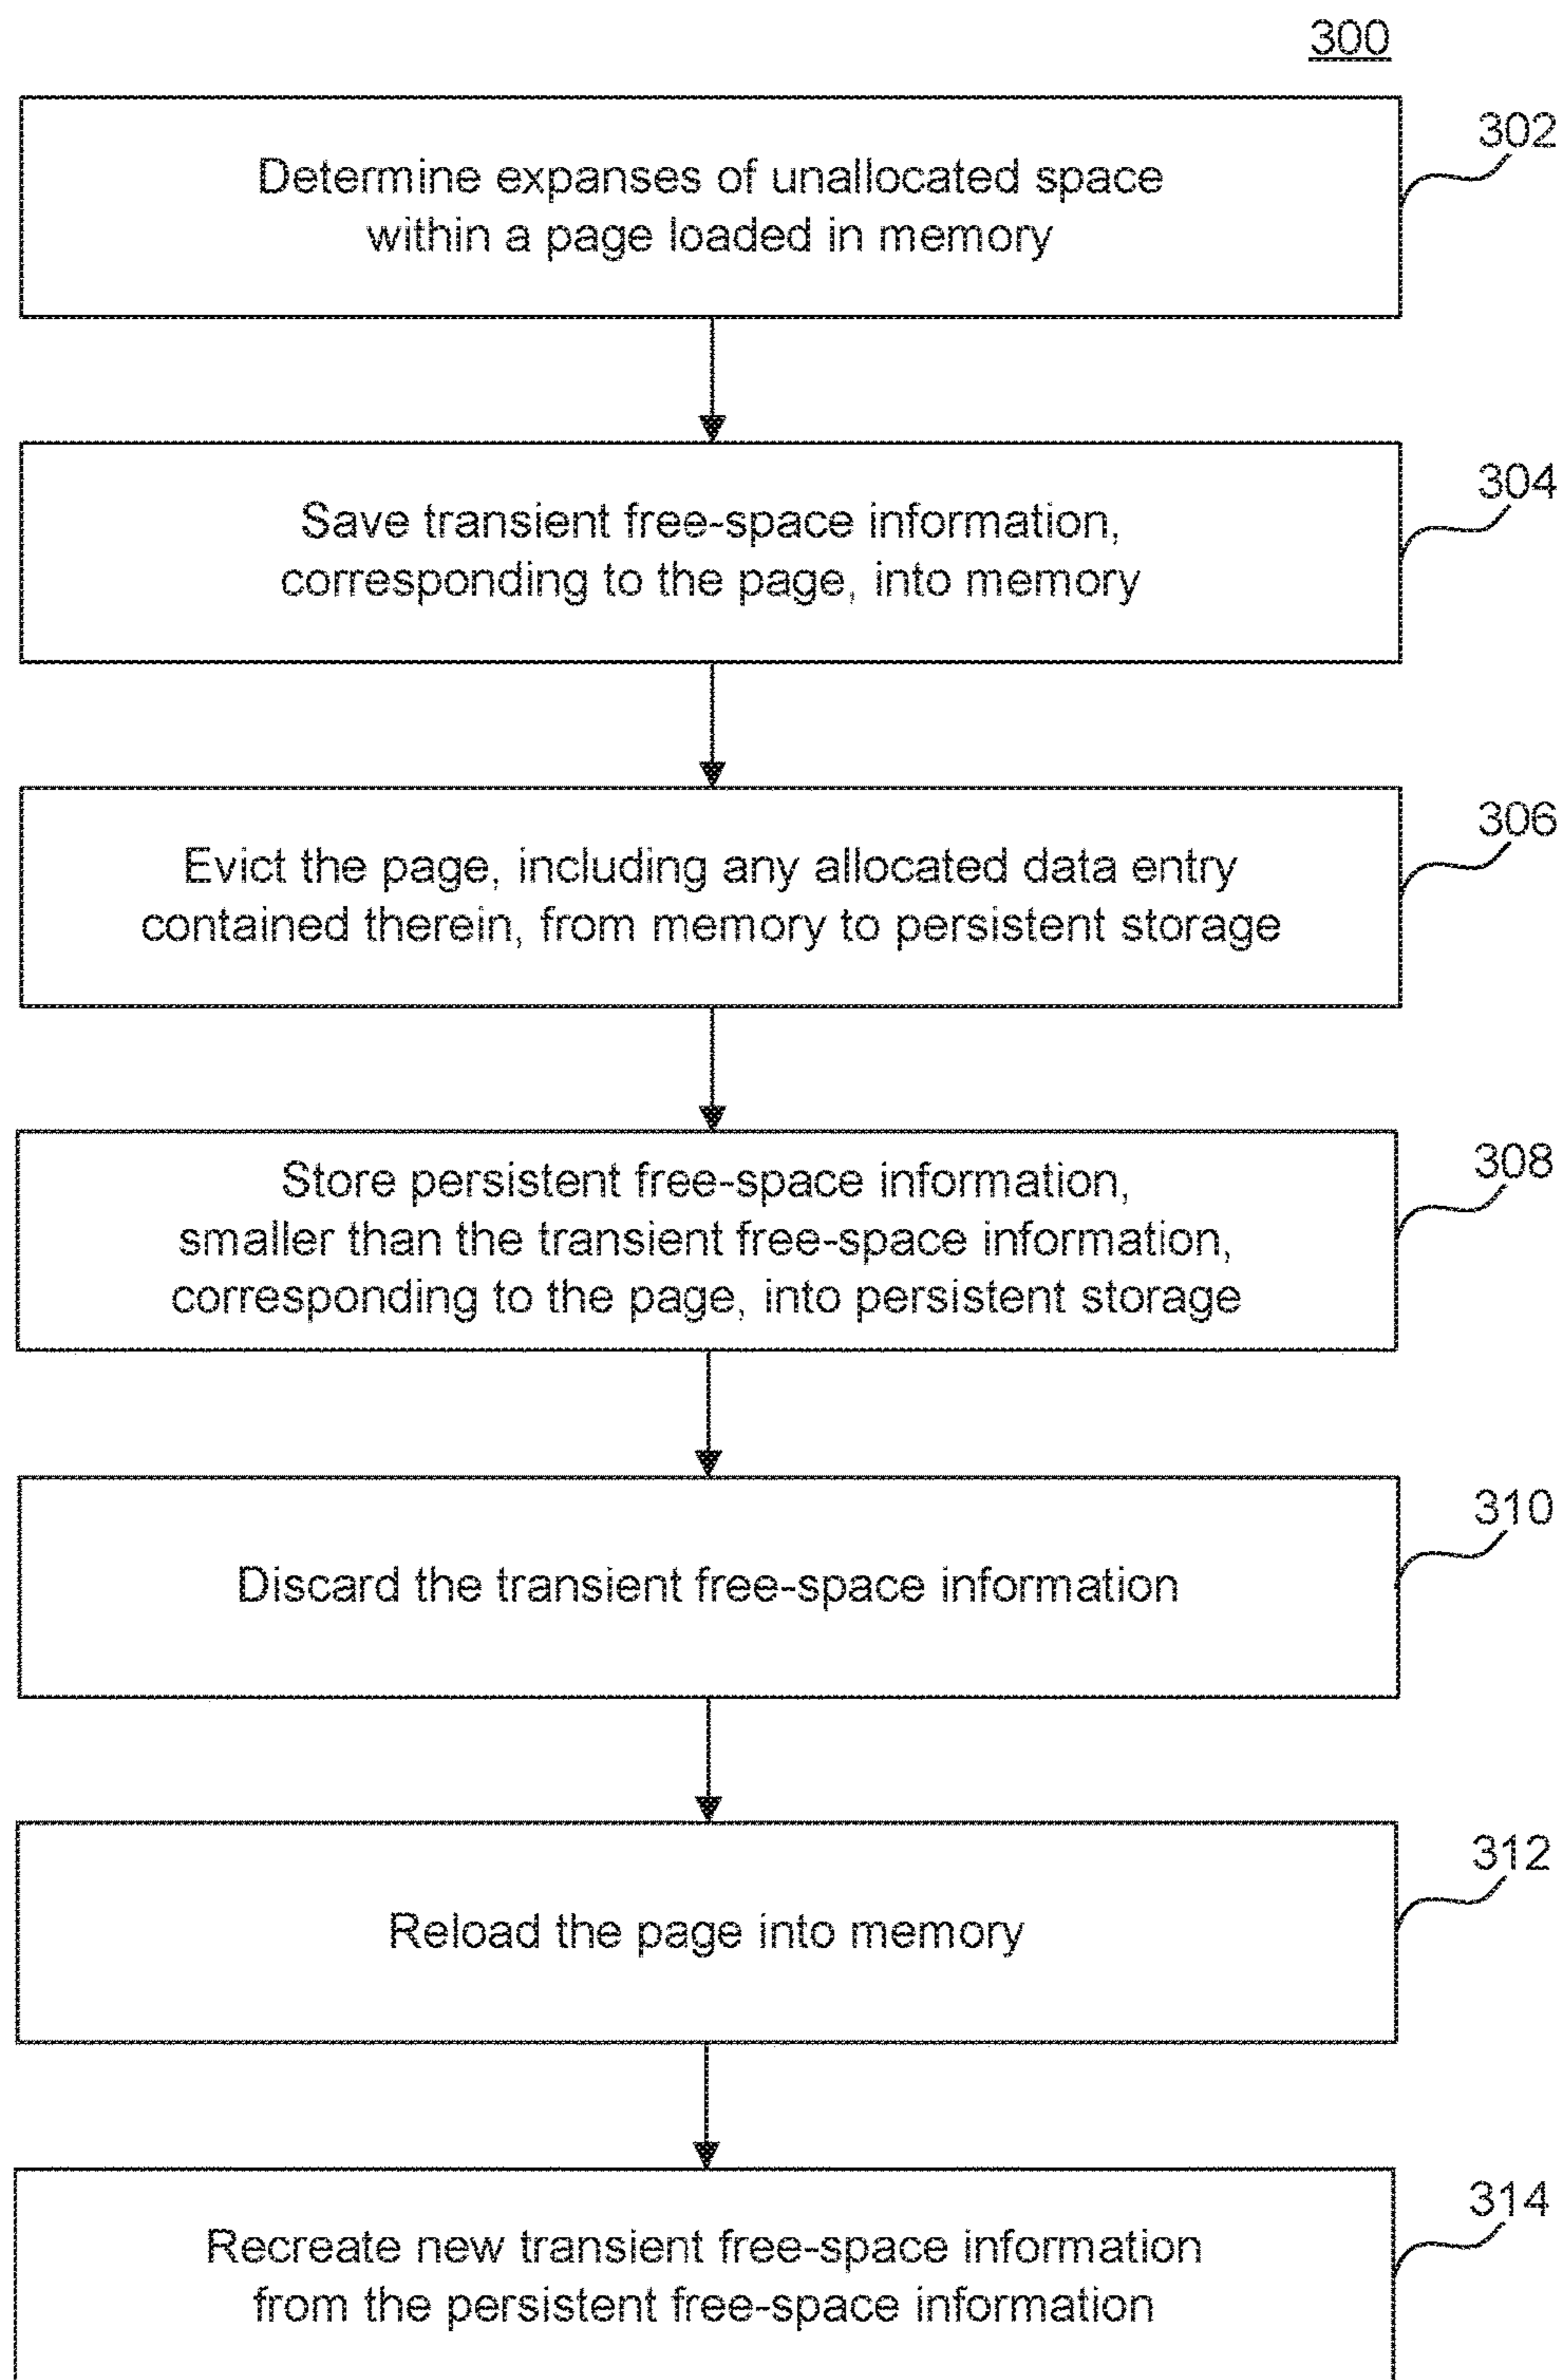 300
302
Determine expanses of unallocated space
within a page loaded in memory
304
Save transient free-space information,
corresponding to the page, into memory
306
Evict the page, including any allocated data entry
contained therein, from memory to persistent storage
308
Store persistent free-space information,
smaller than the transient free-space information,
corresponding to the page, into persistent storage
310
Discard the transient free-space information
312
Reload the page into memory
314
Recreate new transient free-space information
from the persistent free-space information